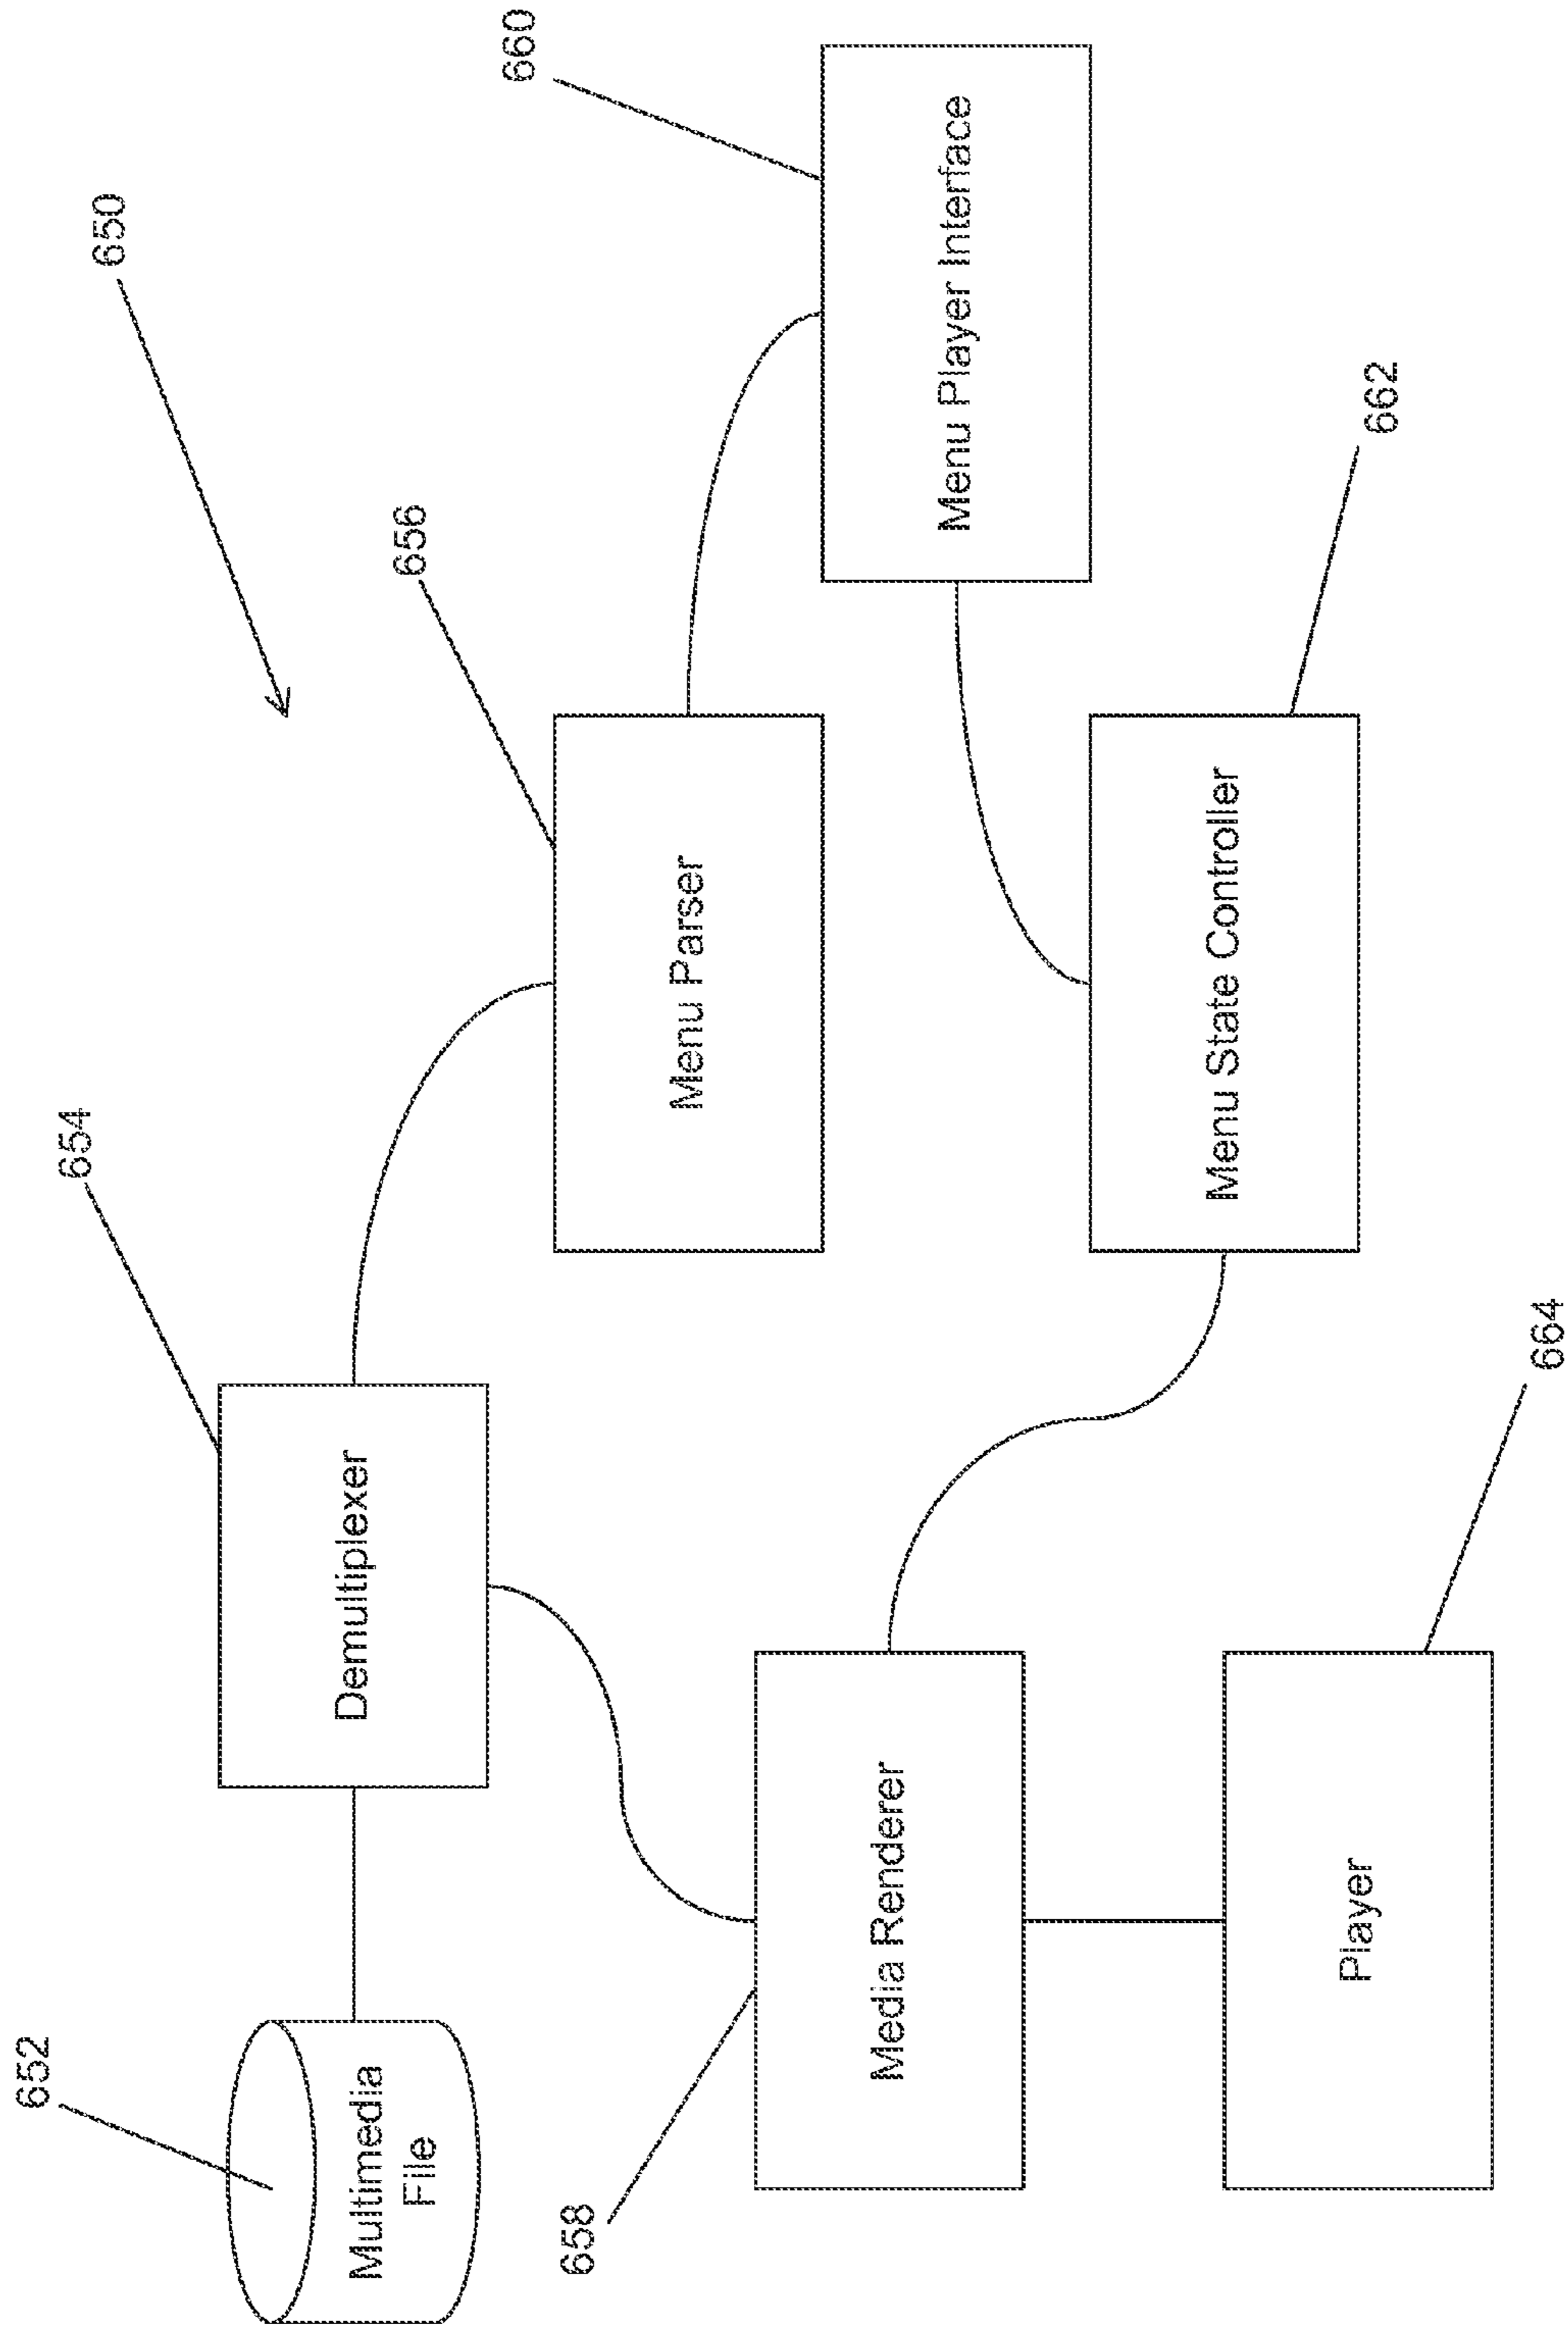 650
652
Multimedia
File
654
Demultiplexer
656
Menu Parser
660
Menu Player Interface
658
Media Renderer
662
Menu State Controller
664
Player